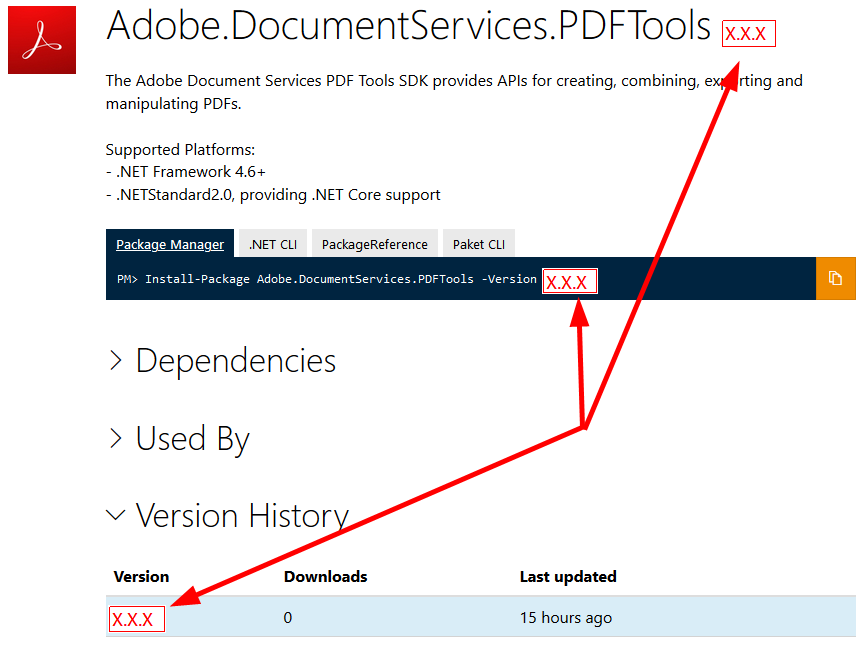 Adobe.DocumentServices.PDFTools X.X.X
The Adobe Document Services PDF Tools SDK provides APIs for creating, combining, exporting and
manipulating PDFs.
Supported Platforms:
- .NET Framework 4.6+
- .NETStandard2.0, providing .NET Core support
Package Manager .NET CLI PackageReference Paket CLI
PM> Install-Package Adobe.DocumentServices.PDFTools -Version X.X.X
Dependencies
Used By
Version History
Version Downloads Last updated
X.X.X 0 15 hours ago